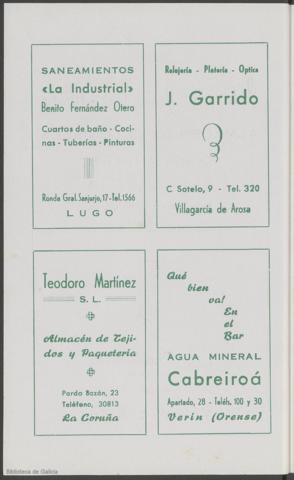 SANEAMIENTOS
«La Industrial»
Benito Fernández Otero
Cuartos de baño - Coci-
nas - Tuberías - Pinturas
Ronda Gral. Sanjurjo, 17 - Tel. 1566
LUGO
Relojería - Platería - Optica
J. Garrido
C. Sotelo, 9 - Tel. 320
Villagarcía de Arosa
Teodoro Martínez
S. L.
Almacén de Teji-
dos y Paquetería
Pardo Bazán, 23
Teléfono, 30813
La Coruña
Qué
bien
va!
En
el
Bar
AGUA MINERAL
Cabreiroá
Apartado, 28 - Teléfs. 100 y 30
Verín (Orense)
Biblioteca de Galicia